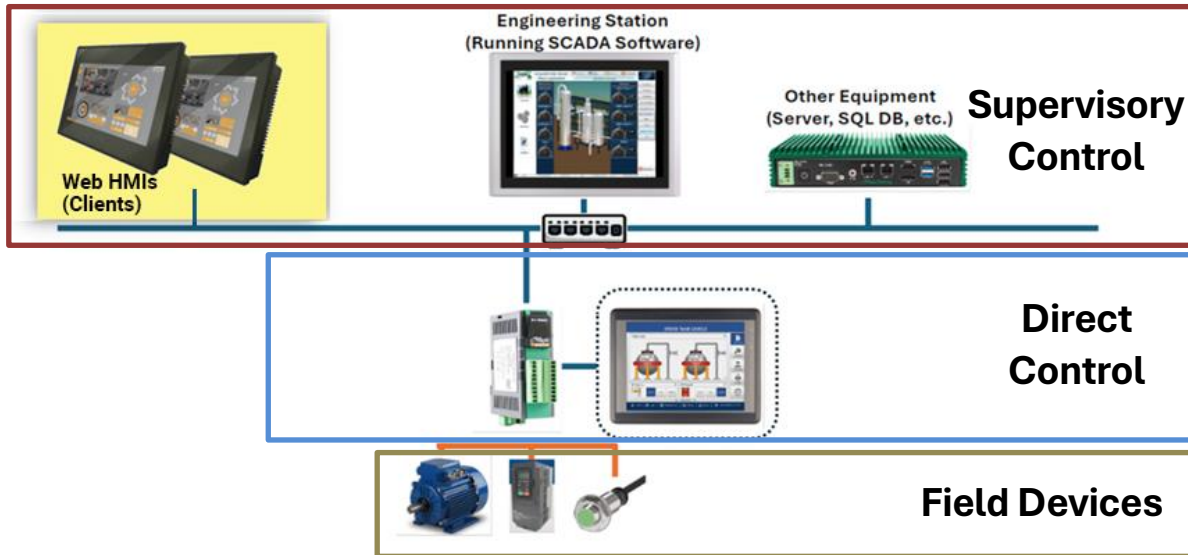 Engineering Station
(Running SCADA Software)
Other Equipment
(Server, SQL DB, etc.)
Supervisory
Control
Web HMIs
(Clients)
Direct
Control
Field Devices